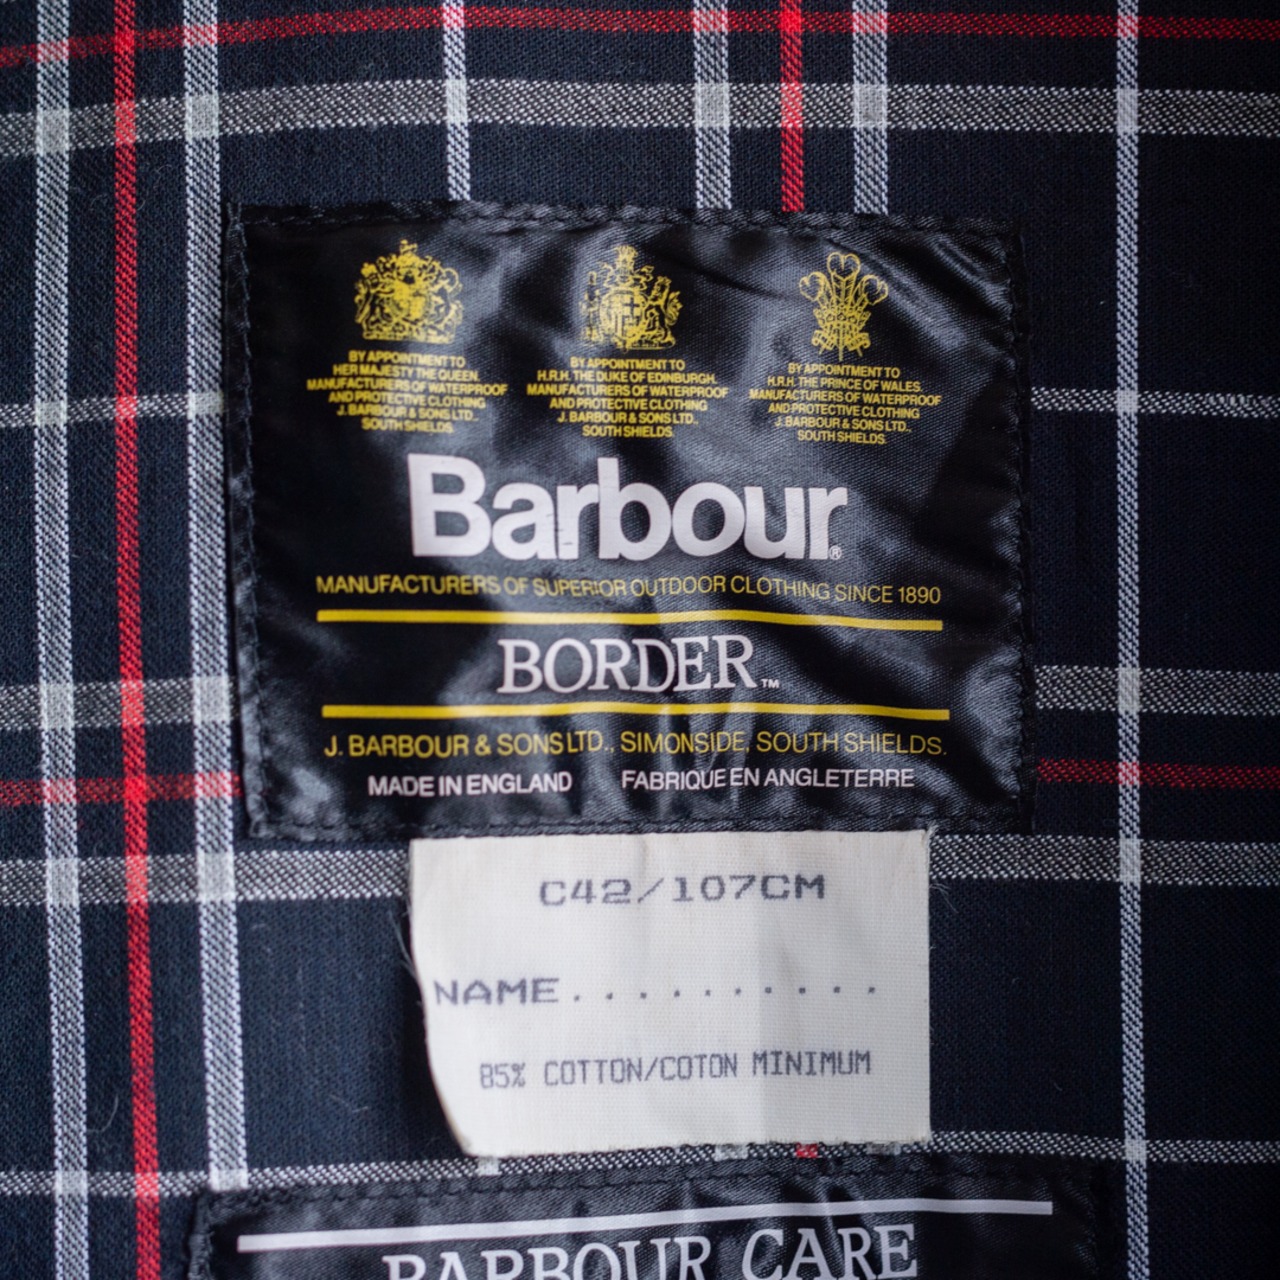 BY APPOINTMENT TO
HER MAJESTY THE QUEEN.
MANUFACTURERS OF WATERPROOF
AND PROTECTIVE CLOTHING
J. BARBOUR & SONS LTD.
SOUTH SHIELDS.
BY APPOINTMENT TO
H.R.H. THE DUKE OF EDINBURGH.
MANUFACTURERS OF WATERPROOF
AND PROTECTIVE CLOTHING
J. BARBOUR & SONS LTD..
SOUTH SHIELDS.
BY APPOINTMENT TO
H.R.H. THE PRINCE OF WALES.
MANUFACTURERS OF WATERPROOF
AND PROTECTIVE CLOTHING
J. BARBOUR & SONS LTD..
SOUTH SHIELDS.
Barbour®
MANUFACTURERS OF SUPERIOR OUTDOOR CLOTHING SINCE 1890
BORDER™
J. BARBOUR & SONS LTD., SIMONSIDE, SOUTH SHIELDS.
MADE IN ENGLAND FABRIQUE EN ANGLETERRE
C42/107CM
NAME...........
85% COTTON/COTON MINIMUM
BARBOUR CARE